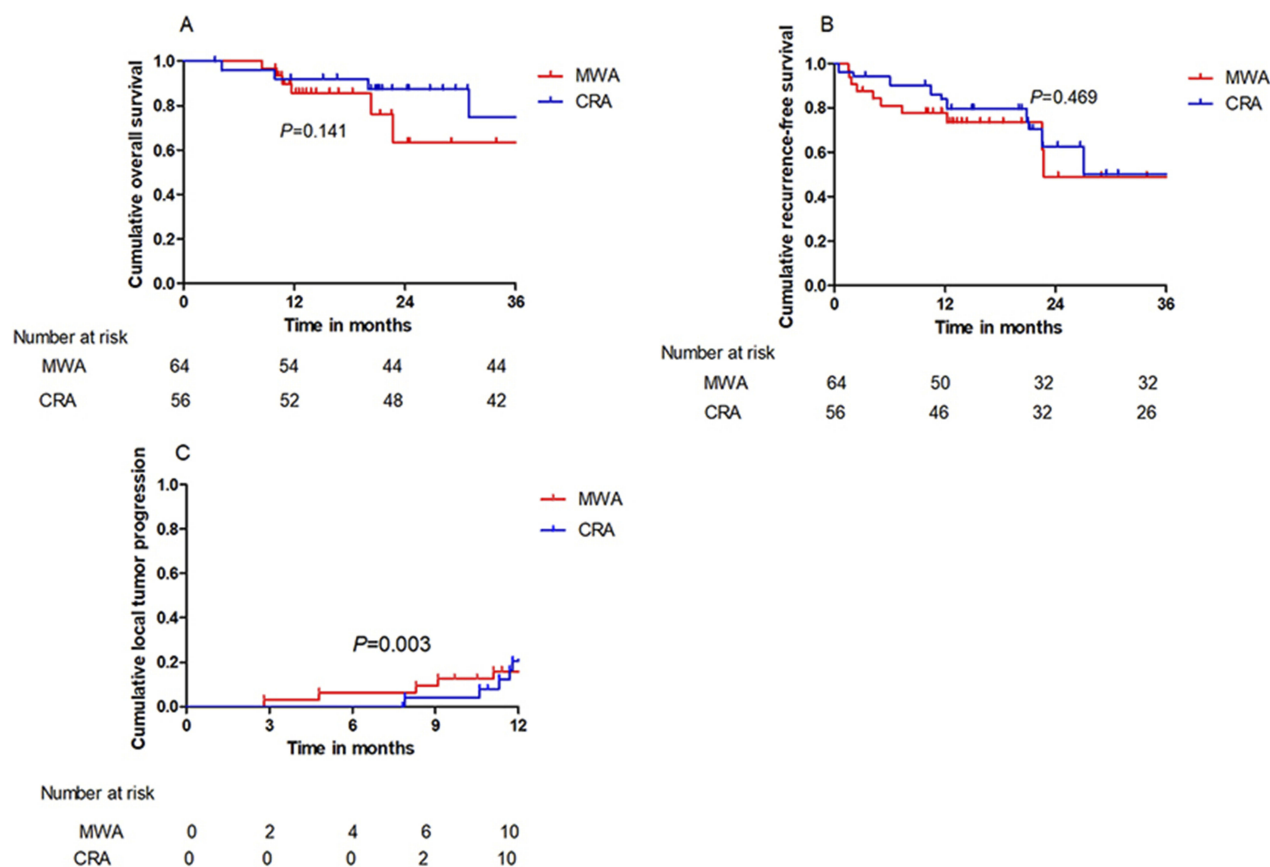 A
Cumulative overall survival
1.0
0.8
0.6
0.4
0.2
0.0
P=0.141
MWA
CRA
0 12 24 36
Time in months
Number at risk
MWA 64 54 44 44
CRA 56 52 48 42
B
Cumulative recurrence-free survival
1.0
0.8
0.6
0.4
0.2
0.0
P=0.469
MWA
CRA
0 12 24 36
Time in months
Number at risk
MWA 64 50 32 32
CRA 56 46 32 26
C
Cumulative local tumor progression
1.0
0.8
0.6
0.4
0.2
0.0
P=0.003
MWA
CRA
0 3 6 9 12
Time in months
Number at risk
MWA 0 2 4 6 10
CRA 0 0 0 2 10